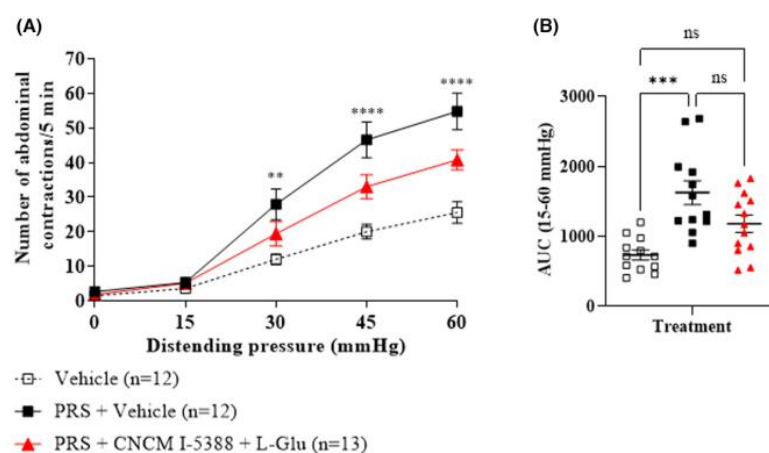 (A)
Number of abdominal
contractions/5 min
70
60
50
40
30
20
10
0
**
****
****
0 15 30 45 60
Distending pressure (mmHg)
Vehicle (n=12)
PRS + Vehicle (n=12)
PRS + CNCM I-5388 + L-Glu (n=13)
(B)
ns
*** ns
AUC (15-60 mmHg)
3000
2000
1000
0
Treatment